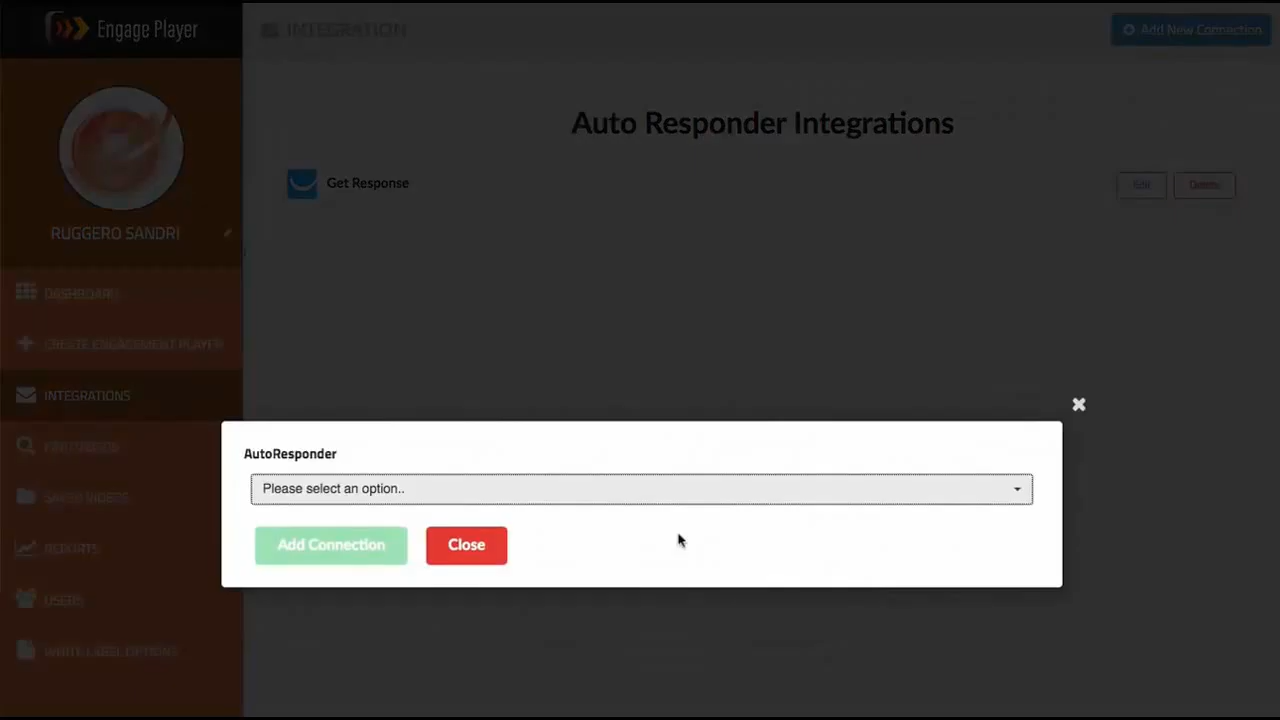 Engage Player
INTEGRATION
Add New Connection
Auto Responder Integrations
Get Response
Edit
Delete
RUGGERO SANDRI
DASHBOARD
CREATE ENGAGEMENT PLAYER
INTEGRATIONS
REPORTS
USERS
WHITE LABEL OPTIONS
AutoResponder
Please select an option..
Add Connection
Close